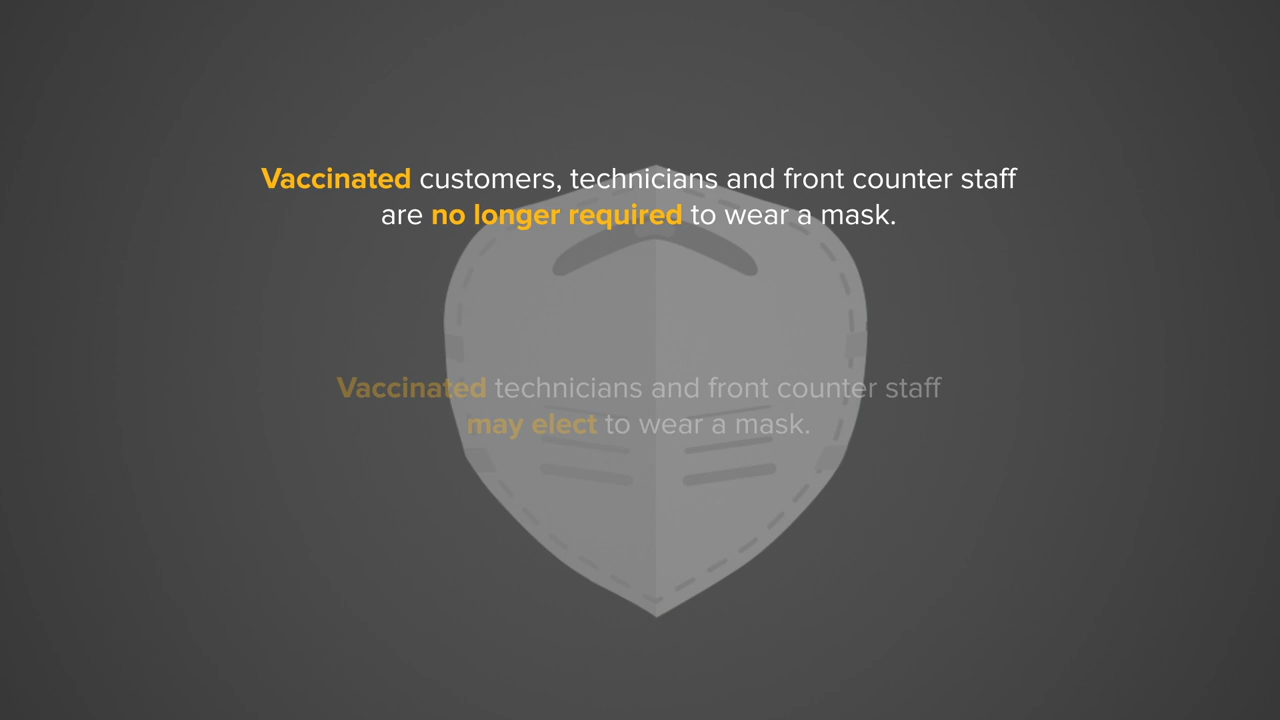 Vaccinated customers, technicians and front counter staff
are no longer required to wear a mask.
Vaccinated technicians and front counter staff
may elect to wear a mask.